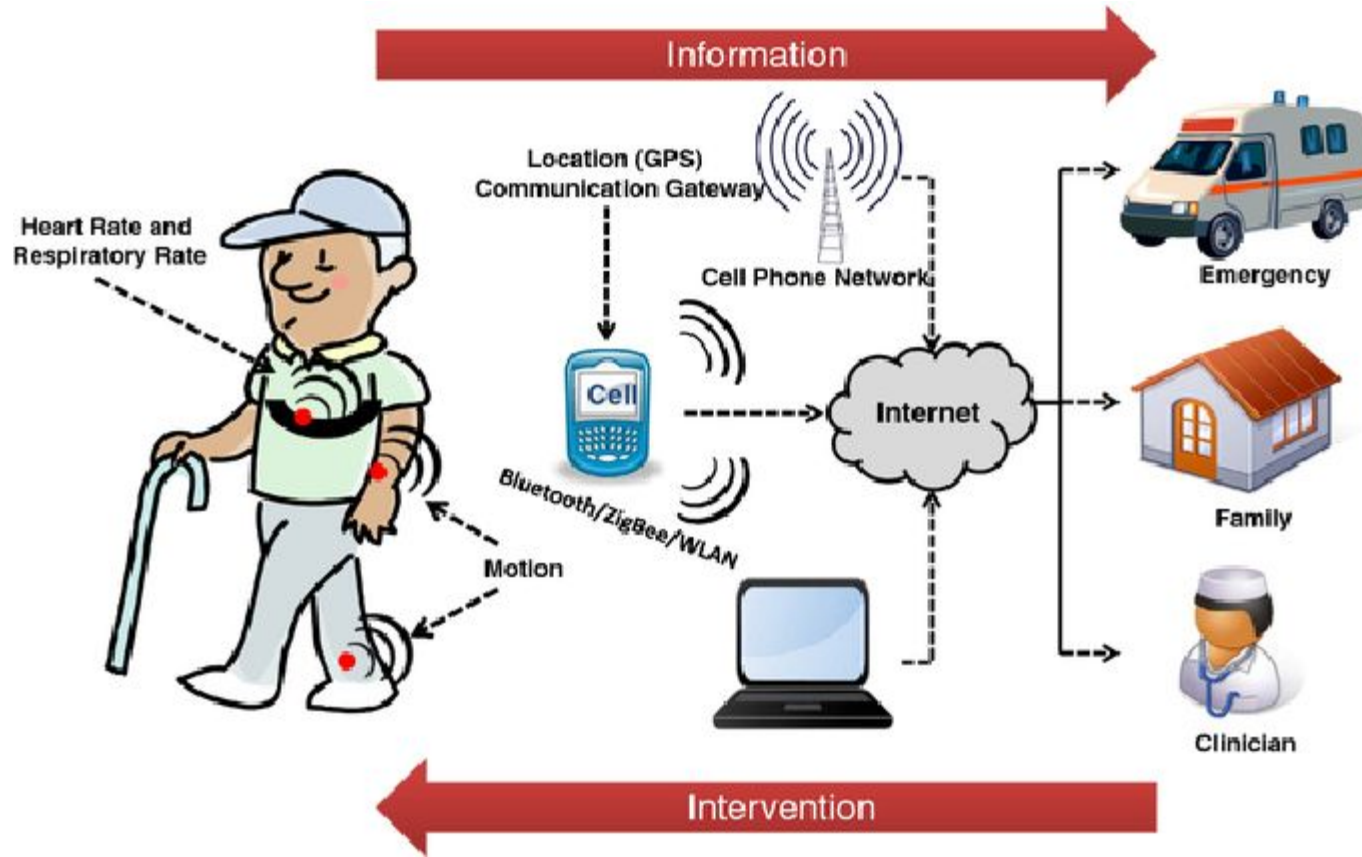 Information
Location (GPS)
Communication Gateway
Heart Rate and
Respiratory Rate
Cell Phone Network
Emergency
Cell
Internet
Bluetooth/ZigBee/WLAN
Family
Motion
Clinician
Intervention